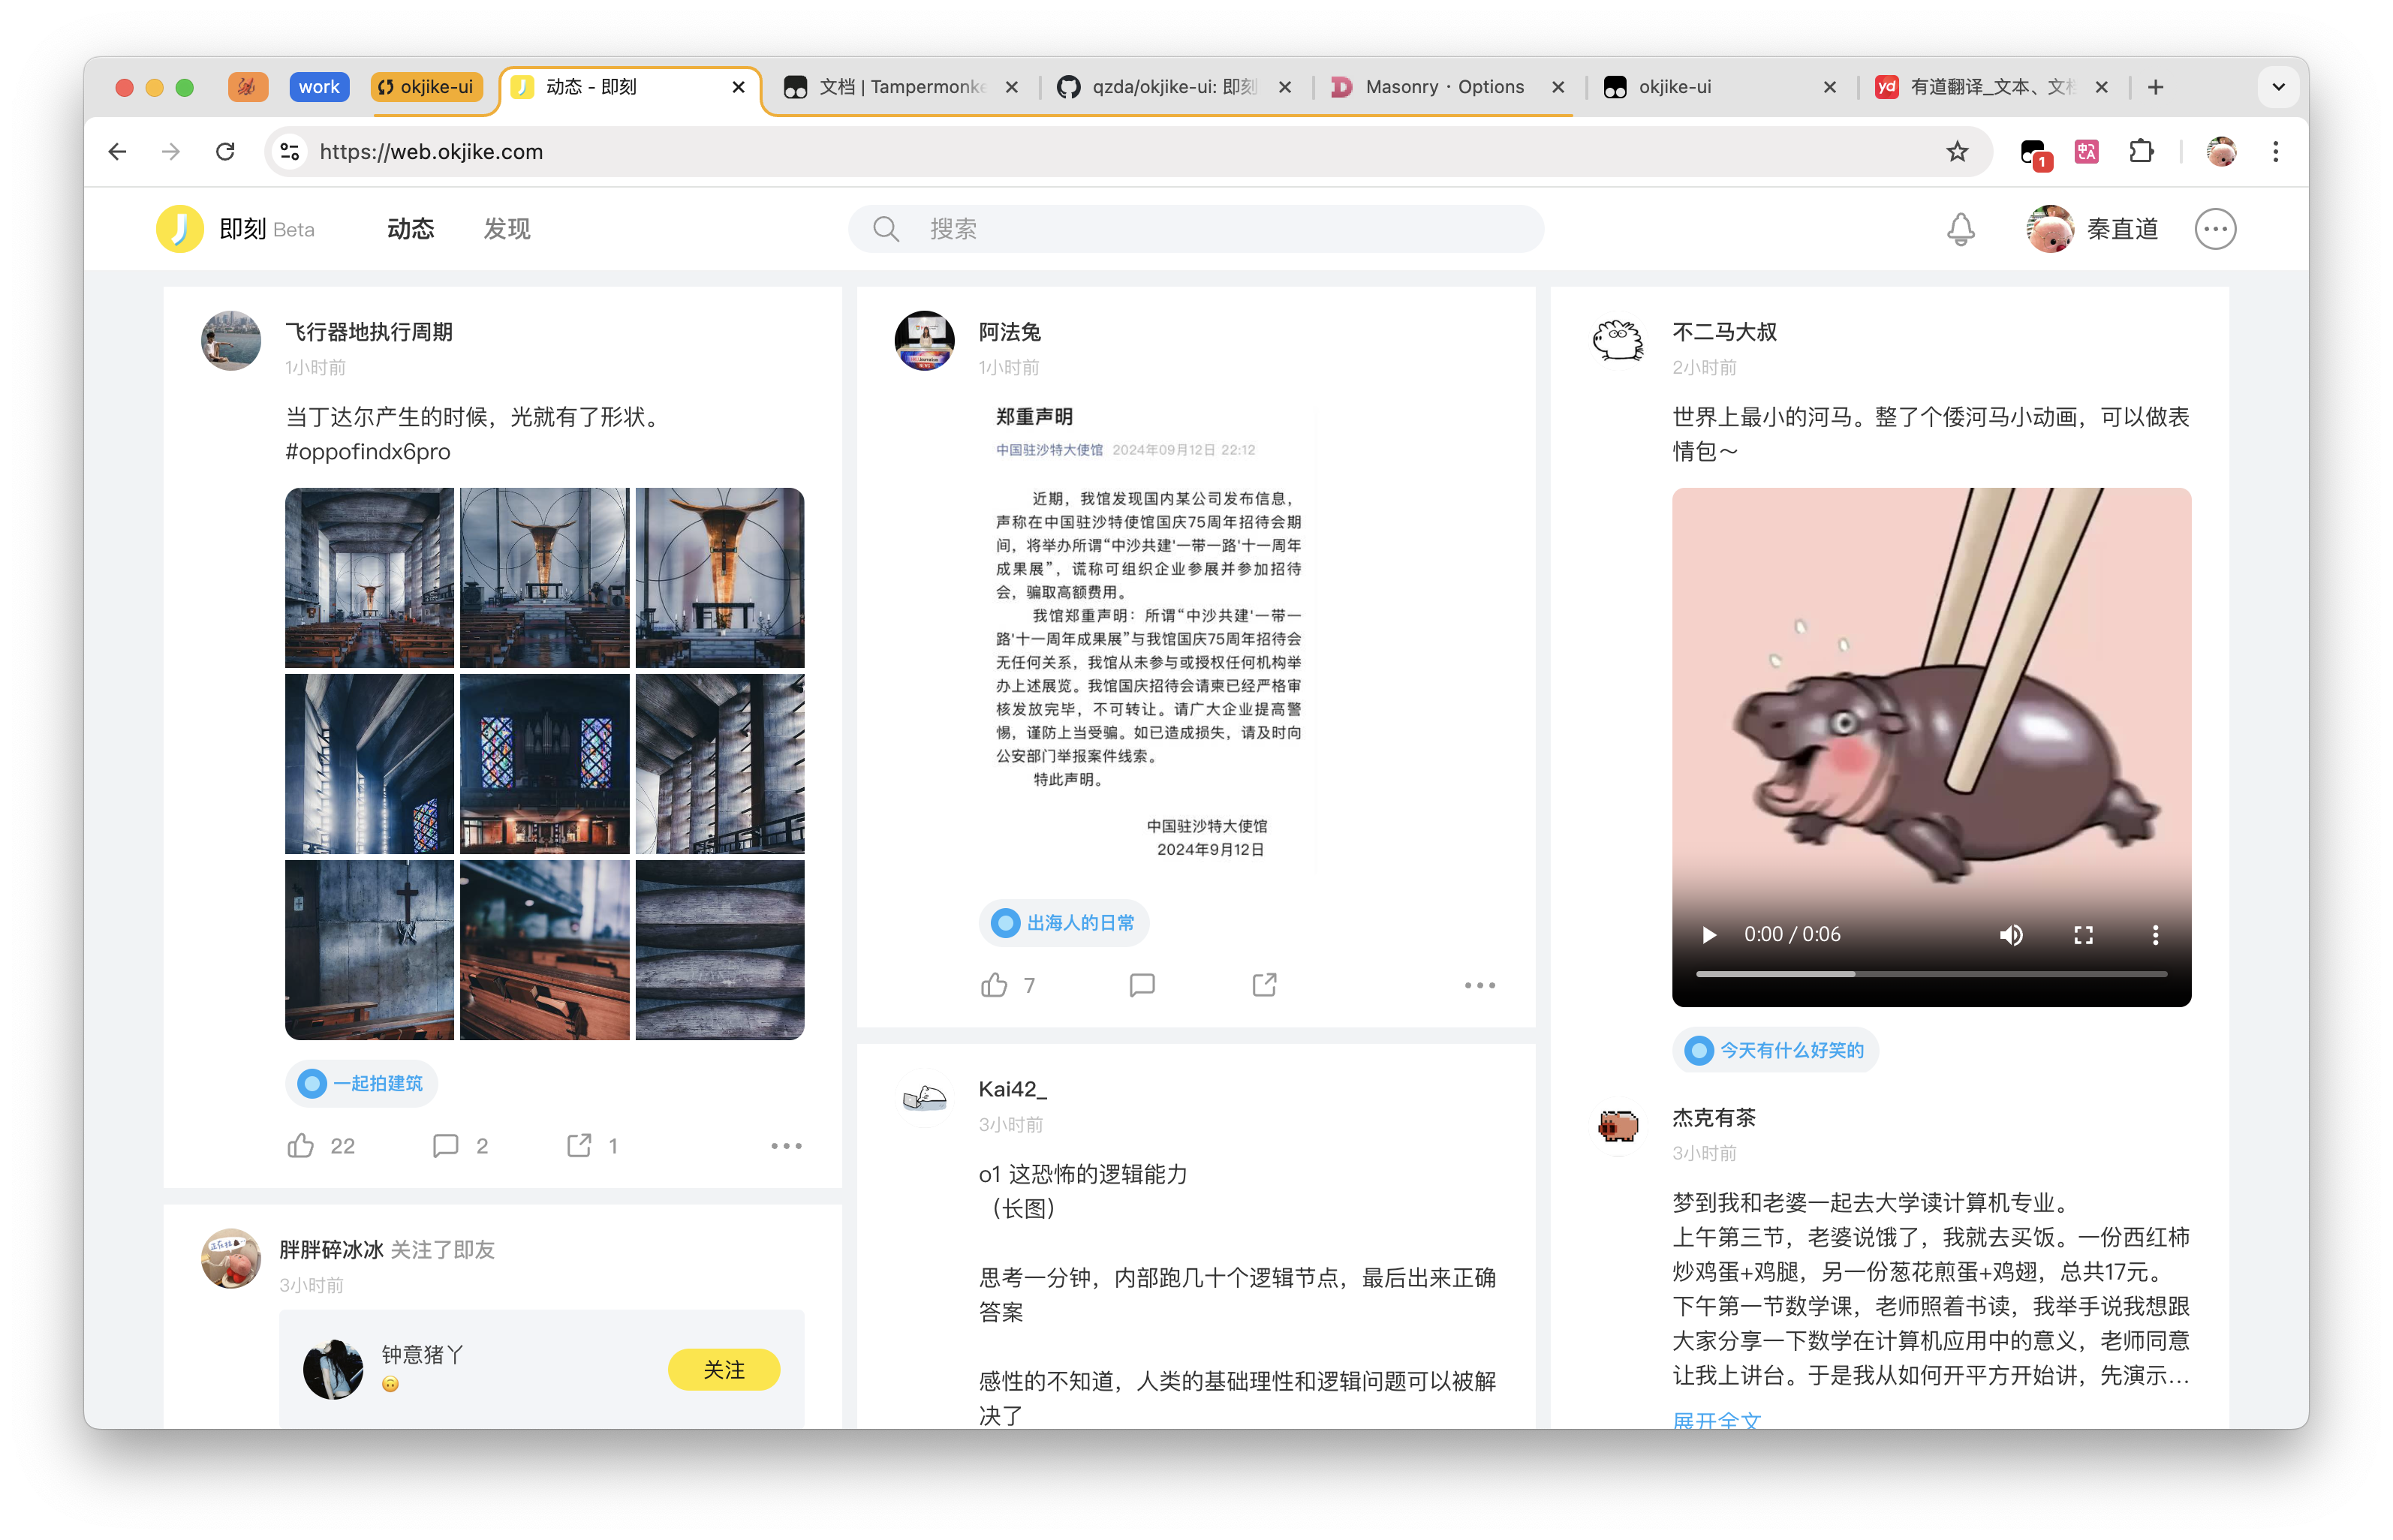 work
okjike-ui
动态 - 即刻
文档 | Tampermonke
qzda/okjike-ui: 即刻
Masonry · Options
okjike-ui
yd
有道翻译_文本、文档
https://web.okjike.com
1
即刻 Beta
动态
发现
搜索
秦直道
飞行器地执行周期
1小时前
当丁达尔产生的时候，光就有了形状。
#oppofindx6pro
一起拍建筑
22
2
1
胖胖碎冰冰 关注了即友
3小时前
钟意猪丫
关注
阿法兔
1小时前
郑重声明
中国驻沙特大使馆 2024年09月12日 22:12
近期，我馆发现国内某公司发布信息，
声称在中国驻沙特使馆国庆75周年招待会期
间，将举办所谓“中沙共建'一带一路'十一周年
成果展”，谎称可组织企业参展并参加招待
会，骗取高额费用。
我馆郑重声明：所谓“中沙共建'一带一
路'十一周年成果展”与我馆国庆75周年招待会
无任何关系，我馆从未参与或授权任何机构举
办上述展览。我馆国庆招待会请柬已经严格审
核发放完毕，不可转让。请广大企业提高警
惕，谨防上当受骗。如已造成损失，请及时向
公安部门举报案件线索。
特此声明。
中国驻沙特大使馆
2024年9月12日
出海人的日常
7
Kai42_
3小时前
o1 这恐怖的逻辑能力
（长图）
思考一分钟，内部跑几十个逻辑节点，最后出来正确
答案
感性的不知道，人类的基础理性和逻辑问题可以被解
决了
不二马大叔
2小时前
世界上最小的河马。整了个倭河马小动画，可以做表
情包～
0:00 / 0:06
今天有什么好笑的
杰克有茶
3小时前
梦到我和老婆一起去大学读计算机专业。
上午第三节，老婆说饿了，我就去买饭。一份西红柿
炒鸡蛋+鸡腿，另一份葱花煎蛋+鸡翅，总共17元。
下午第一节数学课，老师照着书读，我举手说我想跟
大家分享一下数学在计算机应用中的意义，老师同意
让我上讲台。于是我从如何开平方开始讲，先演示...
展开全文